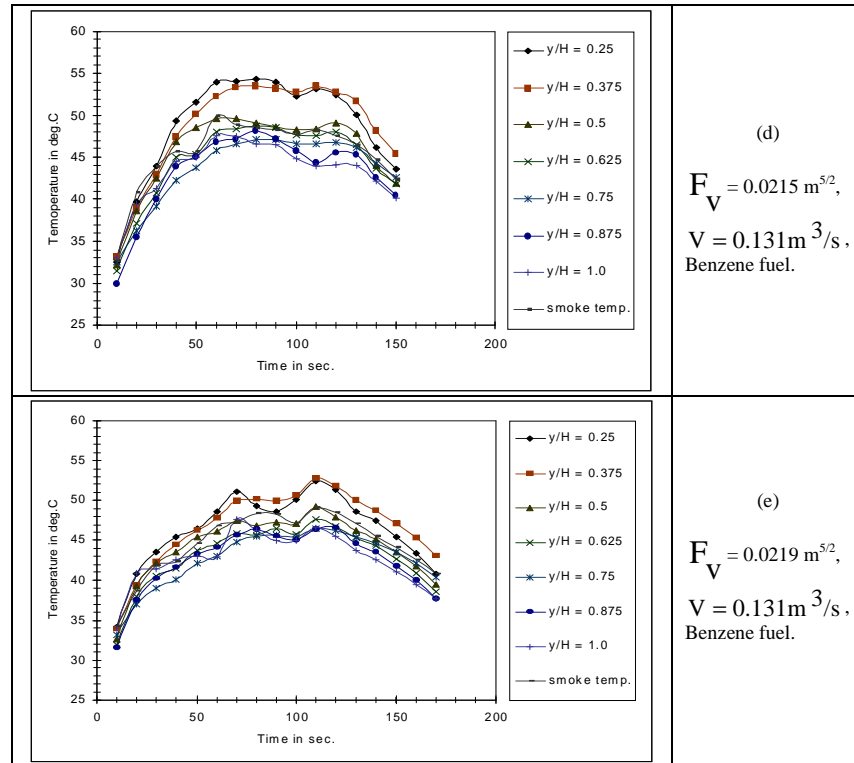 60
55
50
45
40
35
30
25
Temoperature in deg.C
0
50
100
150
200
Time in sec.
y/H = 0.25
y/H = 0.375
y/H = 0.5
y/H = 0.625
y/H = 0.75
y/H = 0.875
y/H = 1.0
smoke temp.
(d)
F_V = 0.0215 m^{5/2},
V = 0.131m ^3/s ,
Benzene fuel.
60
55
50
45
40
35
30
25
Temperature in deg.C
0
50
100
150
200
Time in sec.
y/H = 0.25
y/H = 0.375
y/H = 0.5
y/H = 0.625
y/H = 0.75
y/H = 0.875
y/H = 1.0
smoke temp.
(e)
F_V = 0.0219 m^{5/2},
V = 0.131m ^3/s ,
Benzene fuel.